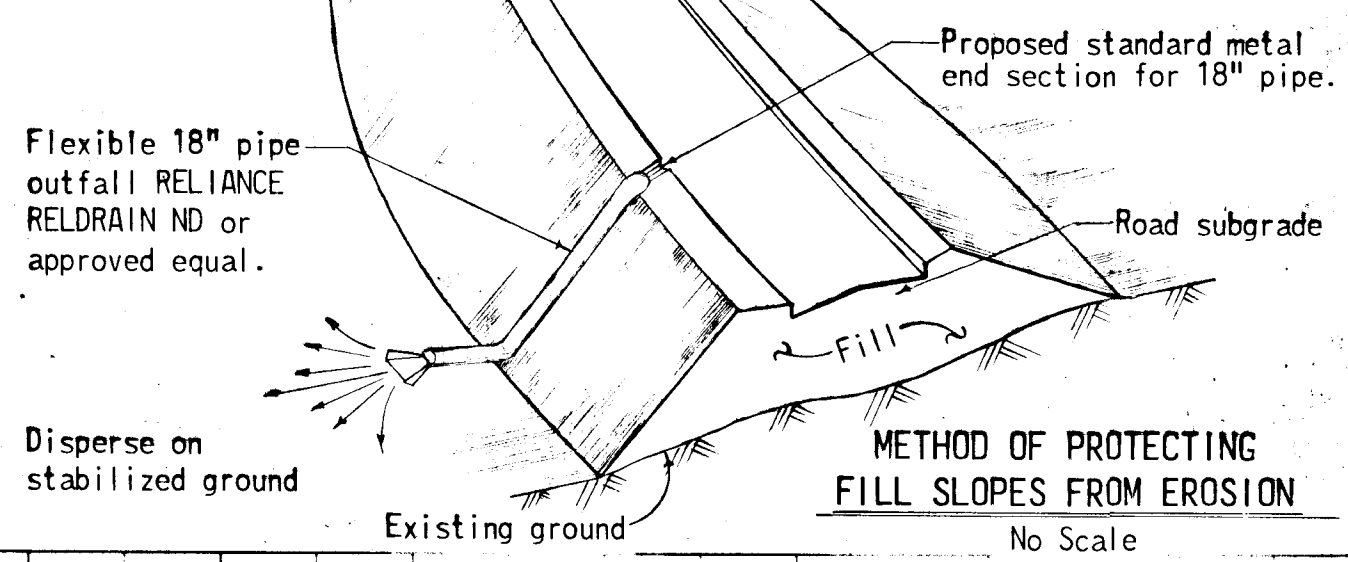 Proposed standard metal
end section for 18" pipe.
Flexible 18" pipe
outfall RELIANCE
RELDRAIN ND or
approved equal.
Road subgrade
Fill
Disperse on
stabilized ground
Existing ground
METHOD OF PROTECTING
FILL SLOPES FROM EROSION
No Scale